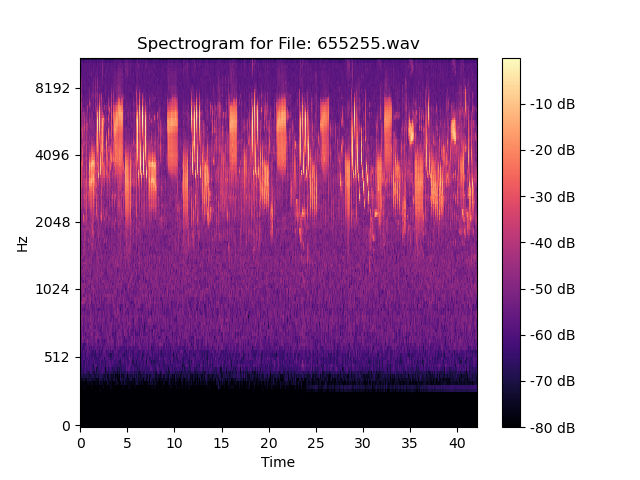 Spectrogram for File: 655255.wav
8192
4096
2048
1024
512
0
Hz
0 5 10 15 20 25 30 35 40
Time
-10 dB
-20 dB
-30 dB
-40 dB
-50 dB
-60 dB
-70 dB
-80 dB